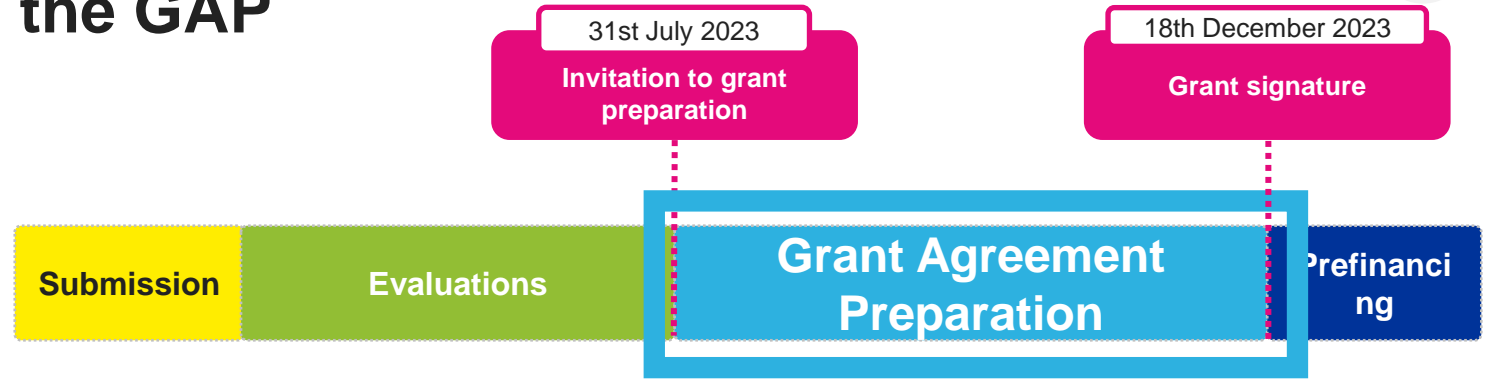 the GAP
31st July 2023
Invitation to grant
preparation
18th December 2023
Grant signature
Submission
Evaluations
Grant Agreement
Preparation
Prefinanci
ng